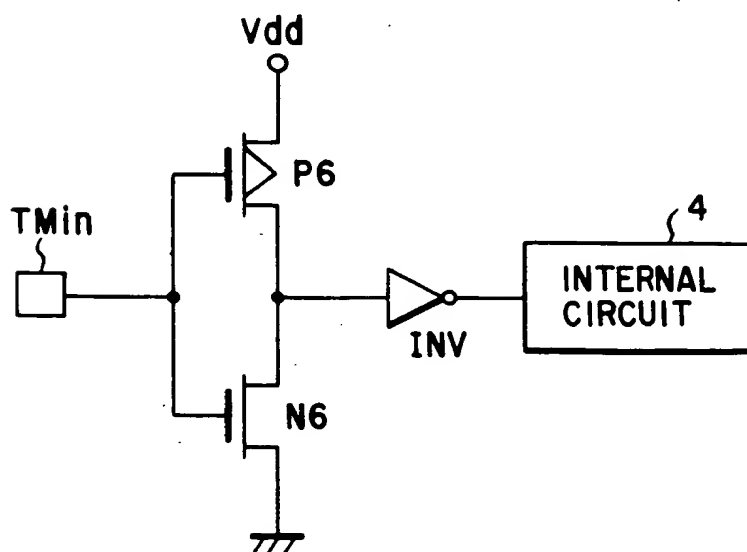 Vdd
P6
TMin
4
INTERNAL
CIRCUIT
INV
N6